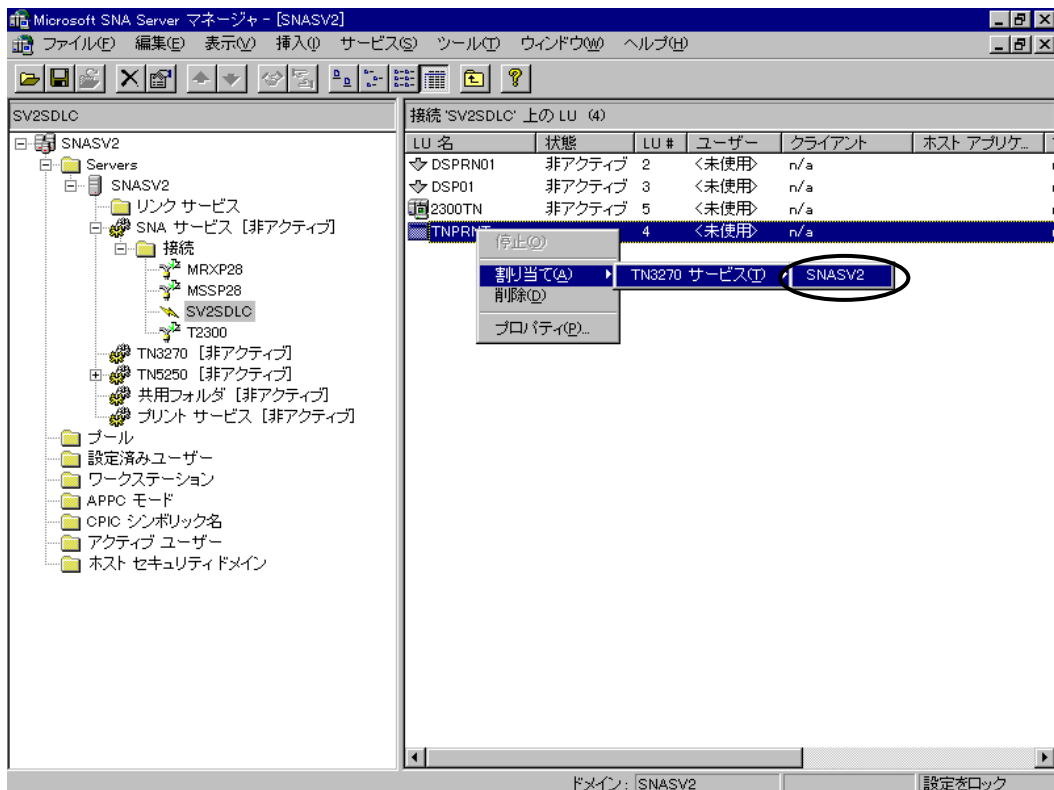 Microsoft SNA Server マネージャ - [SNASV2]
ファイル(F) 編集(E) 表示(V) 挿入(I) サービス(S) ツール(T) ウィンドウ(W) ヘルプ(H)
SV2SDLC
接続 'SV2SDLC' 上の LU (4)
SNASV2
Servers
SNASV2
リンク サービス
SNA サービス [非アクティブ]
接続
MRXP28
MSSP28
SV2SDLC
T2300
TN3270 [非アクティブ]
TN5250 [非アクティブ]
共用フォルダ [非アクティブ]
プリント サービス [非アクティブ]
プール
設定済みユーザー
ワークステーション
APPC モード
CPIC シンボリック名
アクティブ ユーザー
ホスト セキュリティ ドメイン
LU 名 状態 LU # ユーザー クライアント ホスト アプリケ...
DSPRN01 非アクティブ 2 <未使用> n/a
DSP01 非アクティブ 3 <未使用> n/a
2300TN 非アクティブ 5 <未使用> n/a
TNPRNT 4 <未使用> n/a
停止(O)
割り当て(A) TN3270 サービス(T) SNASV2
削除(D)
プロパティ(P)...
ドメイン: SNASV2 設定をロック